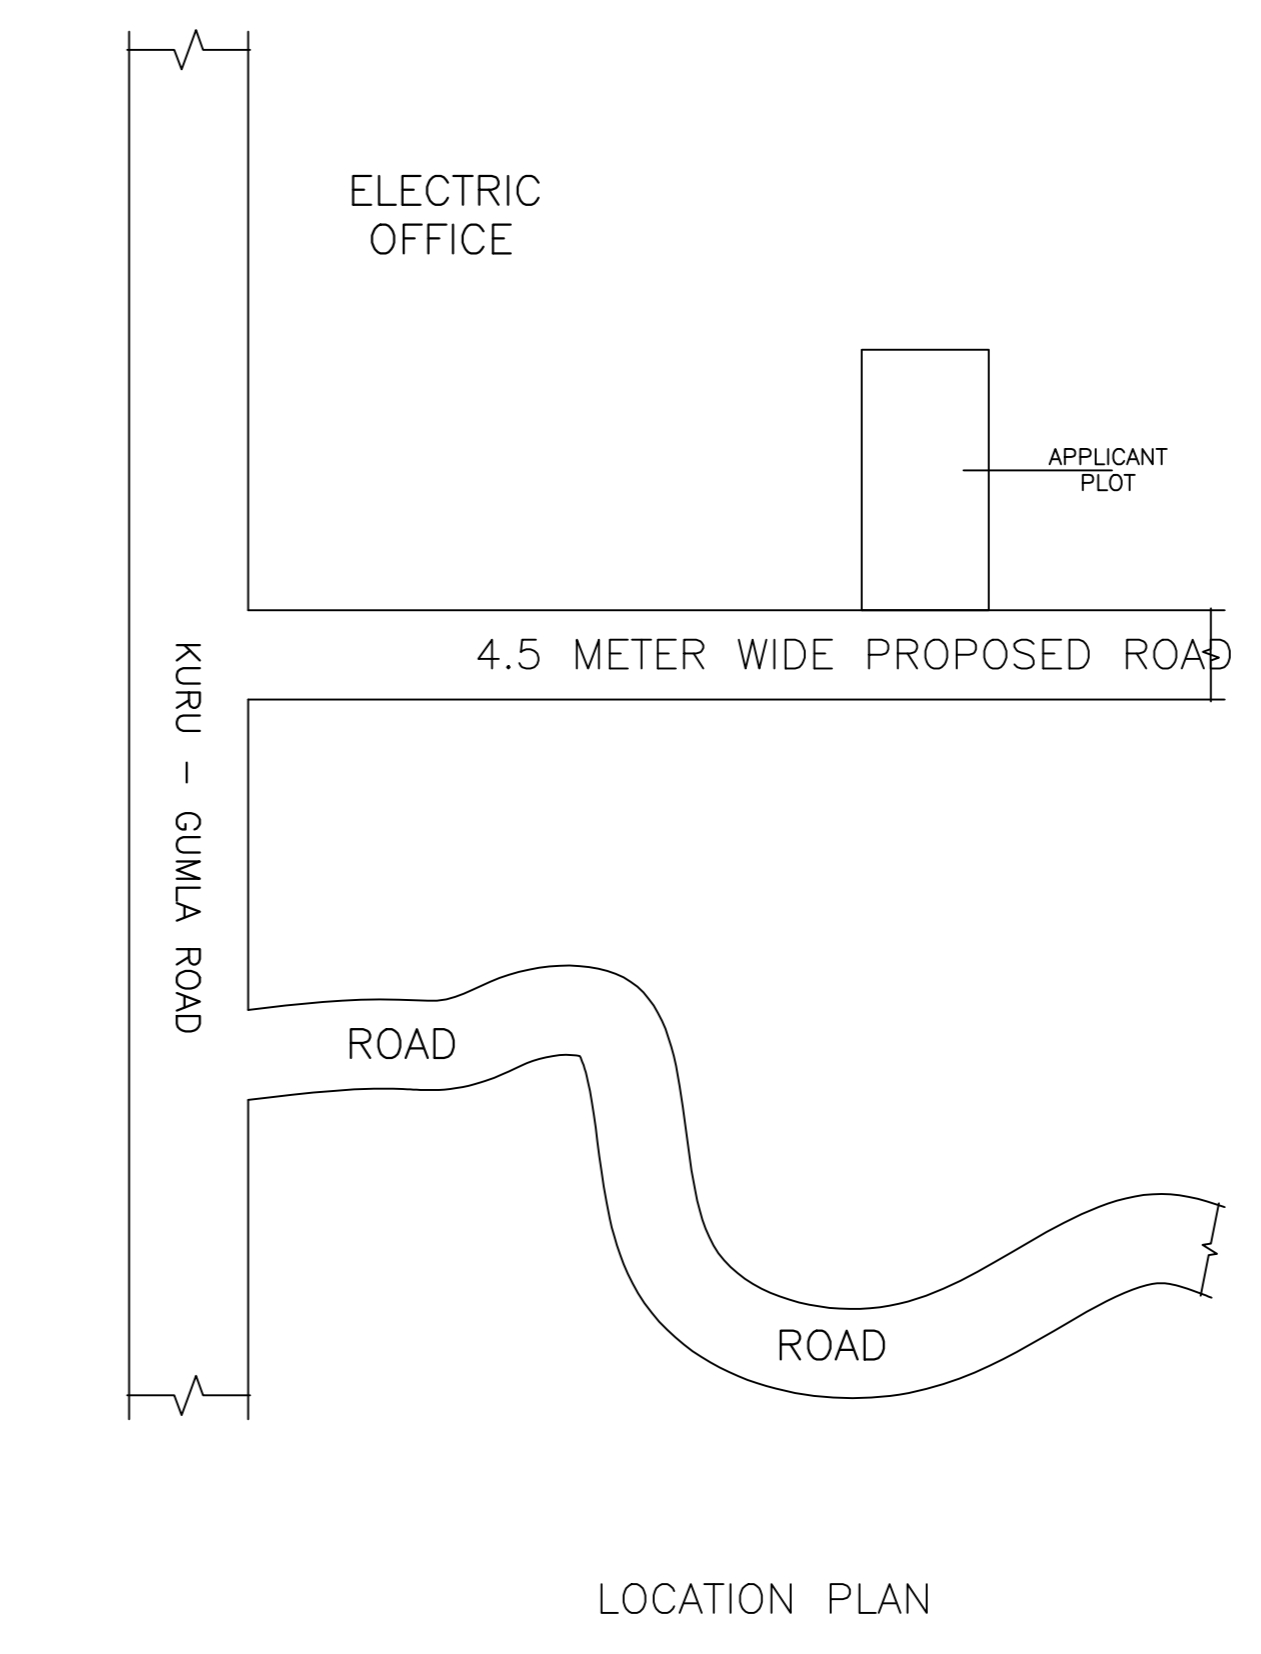 ELECTRIC
OFFICE
APPLICANT
PLOT
4.5 METER WIDE PROPOSED ROAD
KURU - GUMLA ROAD
ROAD
ROAD
LOCATION PLAN